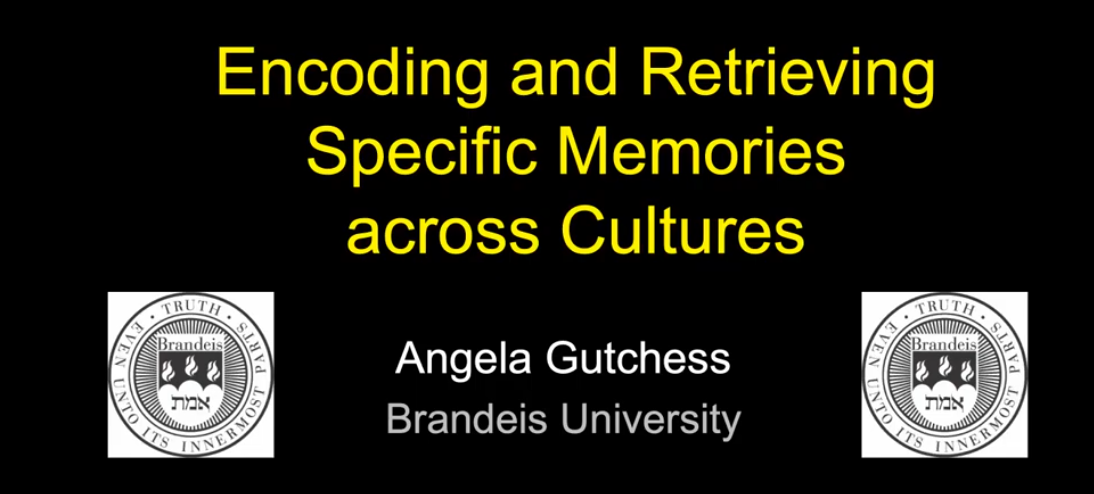 Encoding and Retrieving
Specific Memories
across Cultures
TRUTH · EVEN UNTO ITS INNERMOST PARTS ·
Brandeis
אמת
Angela Gutchess
Brandeis University
TRUTH · EVEN UNTO ITS INNERMOST PARTS ·
Brandeis
אמת